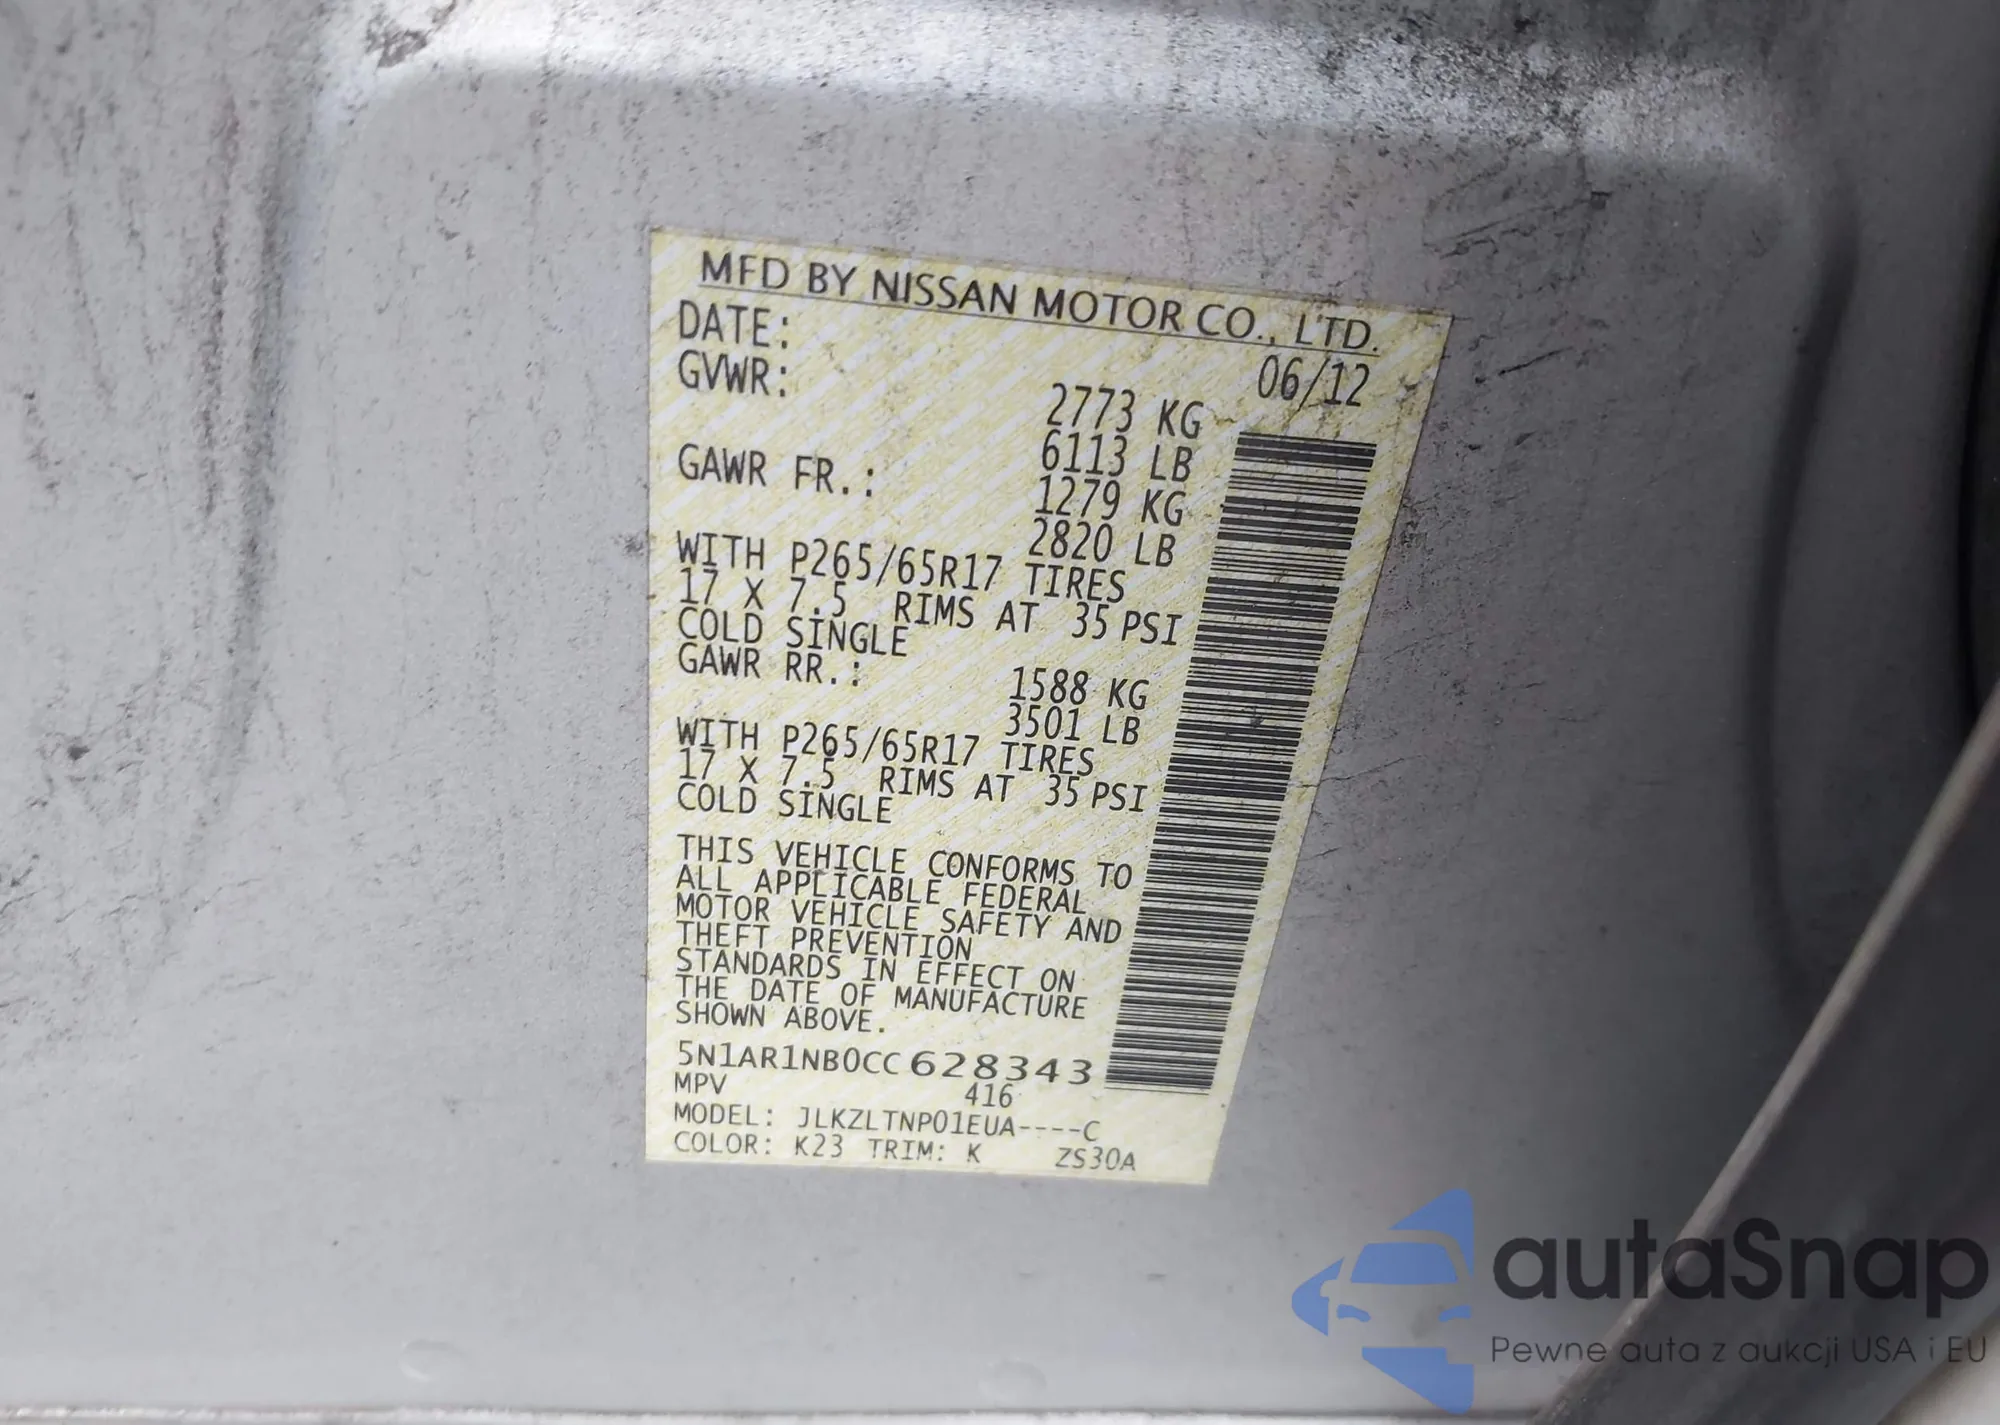 MFD BY NISSAN MOTOR CO., LTD.
DATE: 06/12
GVWR: 2773 KG
6113 LB
GAWR FR.: 1279 KG
2820 LB
WITH P265/65R17 TIRES
17 X 7.5 RIMS AT 35 PSI
COLD SINGLE
GAWR RR.: 1588 KG
3501 LB
WITH P265/65R17 TIRES
17 X 7.5 RIMS AT 35 PSI
COLD SINGLE
THIS VEHICLE CONFORMS TO
ALL APPLICABLE FEDERAL
MOTOR VEHICLE SAFETY AND
THEFT PREVENTION
STANDARDS IN EFFECT ON
THE DATE OF MANUFACTURE
SHOWN ABOVE.
5N1AR1NB0CC628343
MPV 416
MODEL: JLKZLTNP01EUA----C
COLOR: K23 TRIM: K ZS30A
autaSnap
Pewne auta z aukcji USA i EU